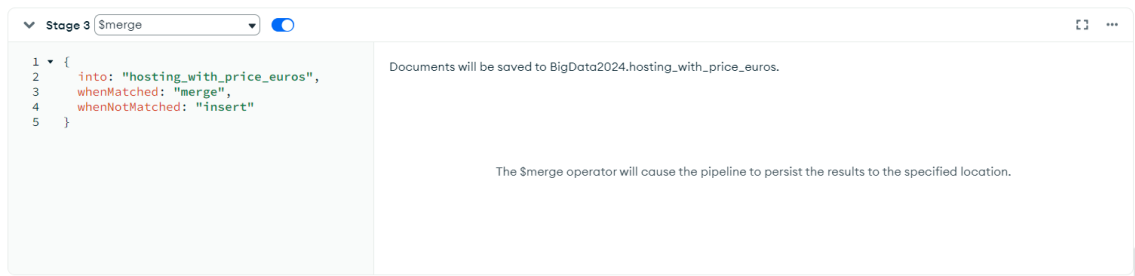 Stage 3 $merge
1 {
2 into: "hosting_with_price_euros",
3 whenMatched: "merge",
4 whenNotMatched: "insert"
5 }
Documents will be saved to BigData2024.hosting_with_price_euros.
The $merge operator will cause the pipeline to persist the results to the specified location.